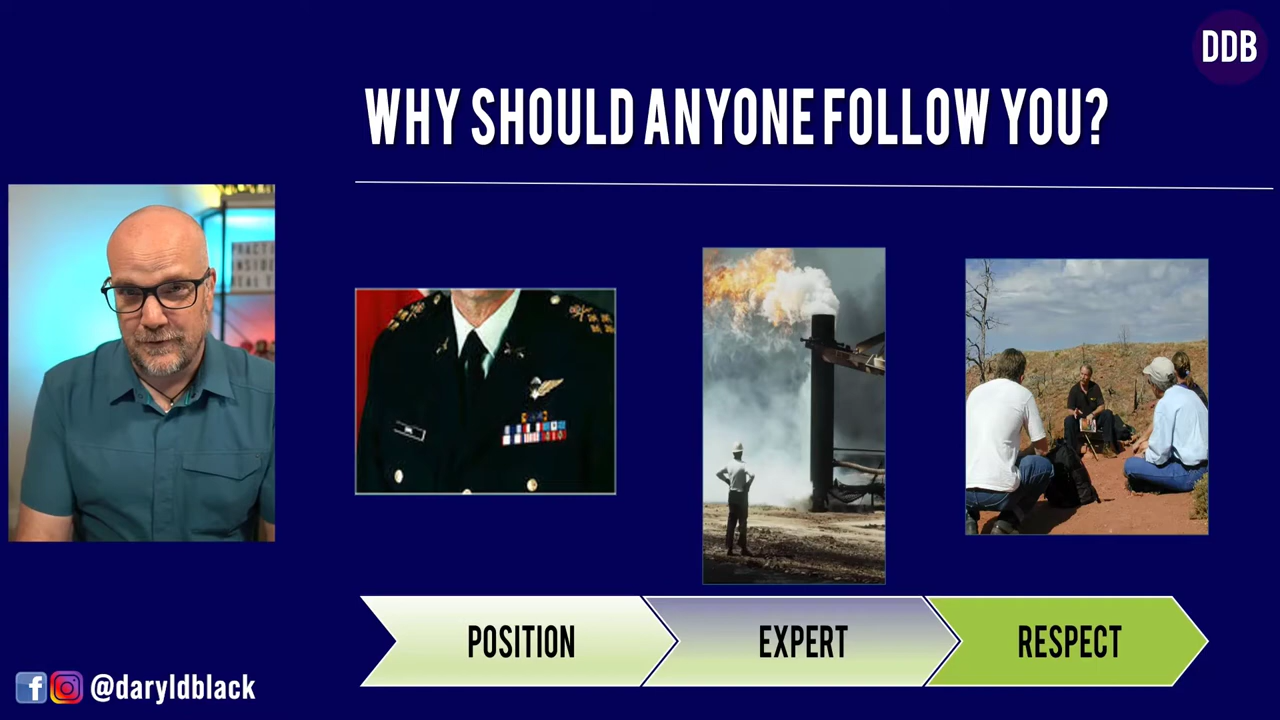 DDB
WHY SHOULD ANYONE FOLLOW YOU?
POSITION
EXPERT
RESPECT
f @daryldblack